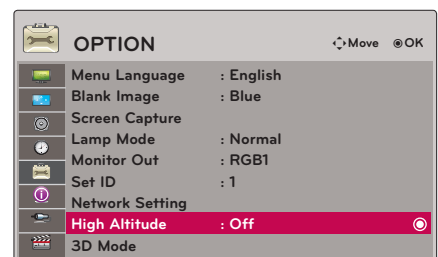 OPTION Move OK
Menu Language : English
Blank Image : Blue
Screen Capture
Lamp Mode : Normal
Monitor Out : RGB1
Set ID : 1
Network Setting
High Altitude : Off
3D Mode